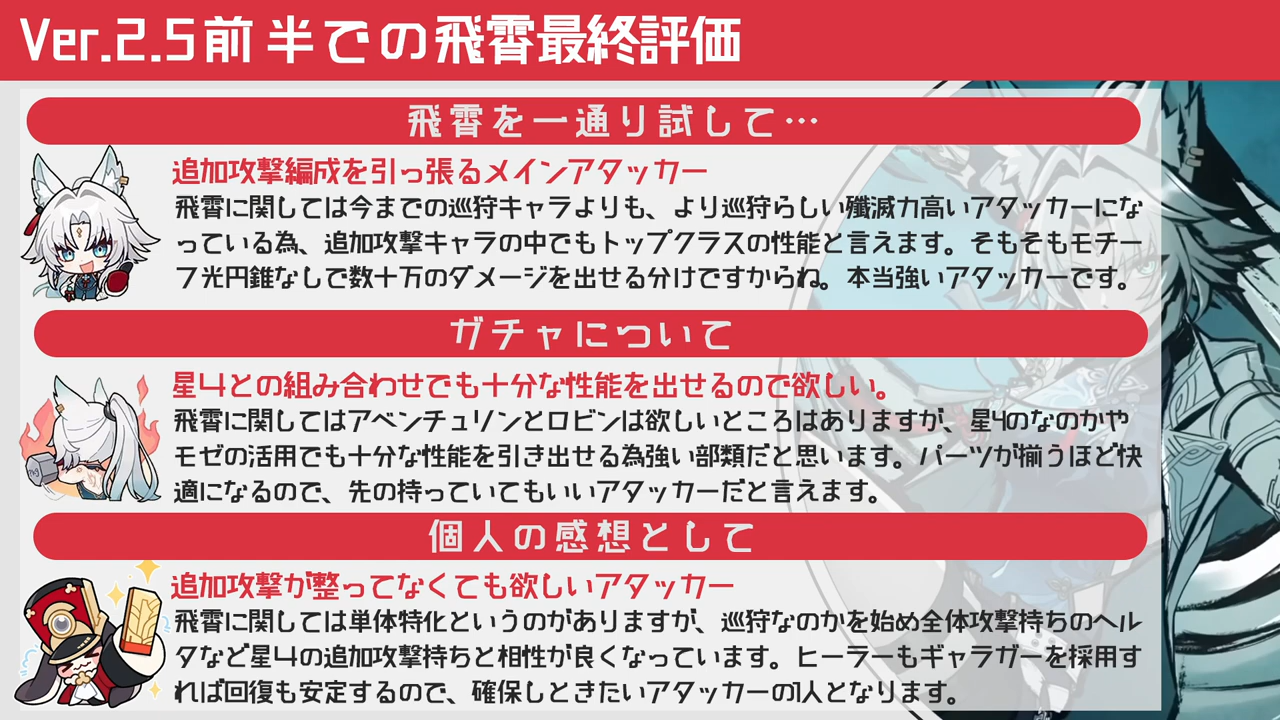 Ver.2.5前半での飛霄最終評価
飛霄を一通り試して…
追加攻撃編成を引っ張るメインアタッカー
飛霄に関しては今までの巡狩キャラよりも、より巡狩らしい殲滅力高いアタッカーにな
っている為、追加攻撃キャラの中でもトップクラスの性能と言えます。そもそもモチー
フ光円錐なしで数十万のダメージを出せる分けですからね。本当強いアタッカーです。
ガチャについて
星4との組み合わせでも十分な性能を出せるので欲しい。
飛霄に関してはアベンチュリンとロビンは欲しいところはありますが、星4のなのかや
モゼの活用でも十分な性能を引き出せる為強い部類だと思います。パーツが揃うほど快
適になるので、先の持っていてもいいアタッカーだと言えます。
個人の感想として
追加攻撃が整ってなくても欲しいアタッカー
飛霄に関しては単体特化というのがありますが、巡狩なのかを始め全体攻撃持ちのヘル
タなど星4の追加攻撃持ちと相性が良くなっています。ヒーラーもギャラガーを採用す
れば回復も安定するので、確保しときたいアタッカーの1人となります。